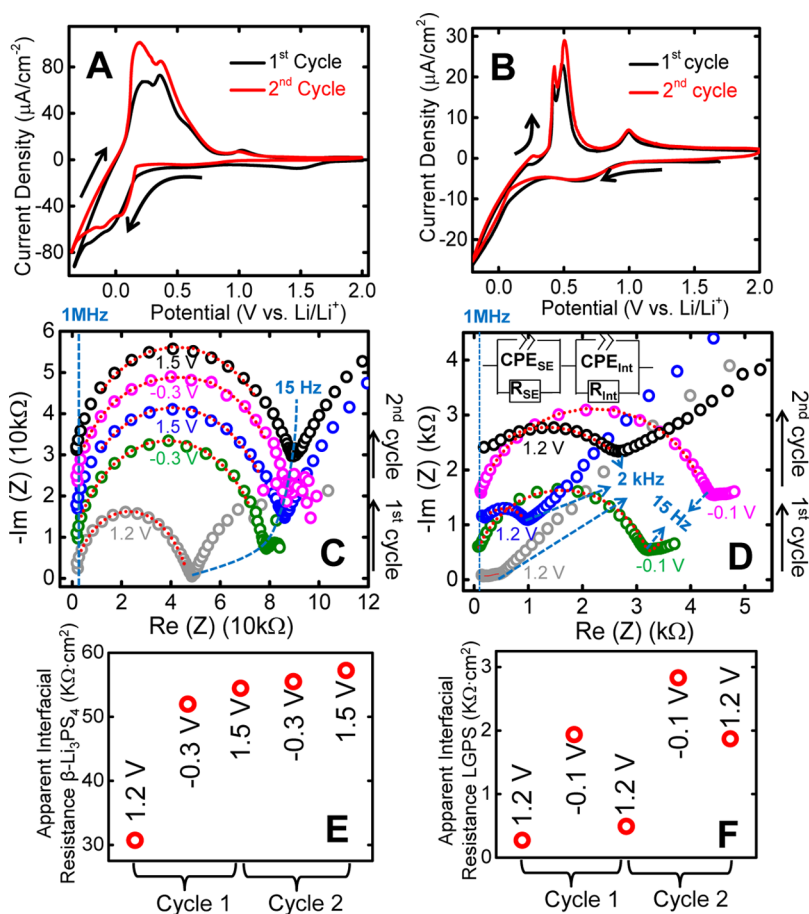 A
1st Cycle
2nd Cycle
Current Density (μA/cm-2)
80
40
0
-40
-80
0.0 0.5 1.0 1.5 2.0
Potential (V vs. Li/Li+)
B
1st cycle
2nd cycle
Current Density (μA/cm-2)
30
20
10
0
-10
-20
0.0 0.5 1.0 1.5 2.0
Potential (V vs. Li/Li+)
1MHz
1.5 V
-0.3 V
1.5 V
-0.3 V
1.2 V
15 Hz
C
-Im (Z) (10kΩ)
6
5
4
3
2
1
0
0 2 4 6 8 10 12
Re (Z) (10kΩ)
1st cycle
2nd cycle
1MHz
CPESE
RSE
CPEInt
RInt
1.2 V
2 kHz
1.2 V
15 Hz
-0.1 V
1.2 V
-0.1 V
D
-Im (Z) (kΩ)
4
3
2
1
0
0 1 2 3 4 5
Re (Z) (kΩ)
1st cycle
2nd cycle
Apparent Interfacial
Resistance β-Li3PS4 (KΩ·cm2)
60
50
40
30
1.2 V
-0.3 V
1.5 V
-0.3 V
1.5 V
E
Cycle 1
Cycle 2
Apparent Interfacial
Resistance LGPS (KΩ·cm2)
3
2
1
0
1.2 V
-0.1 V
1.2 V
-0.1 V
1.2 V
F
Cycle 1
Cycle 2